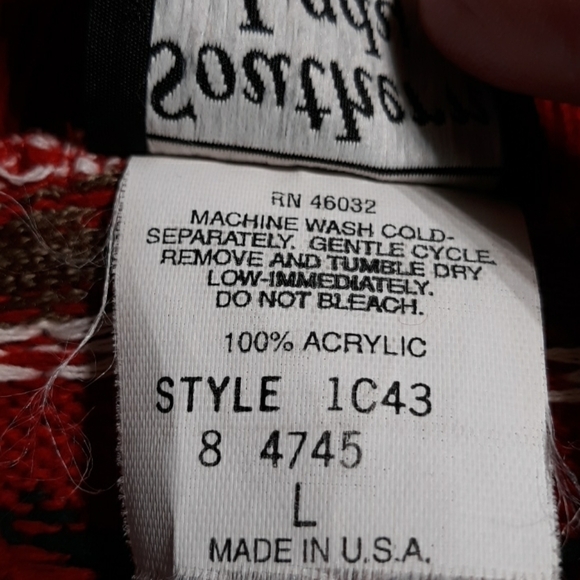 Southern
RN 46032
MACHINE WASH COLD-
SEPARATELY. GENTLE CYCLE.
REMOVE AND TUMBLE DRY
LOW-IMMEDIATELY.
DO NOT BLEACH.
100% ACRYLIC
STYLE 1C43
8 4745
L
MADE IN U.S.A.